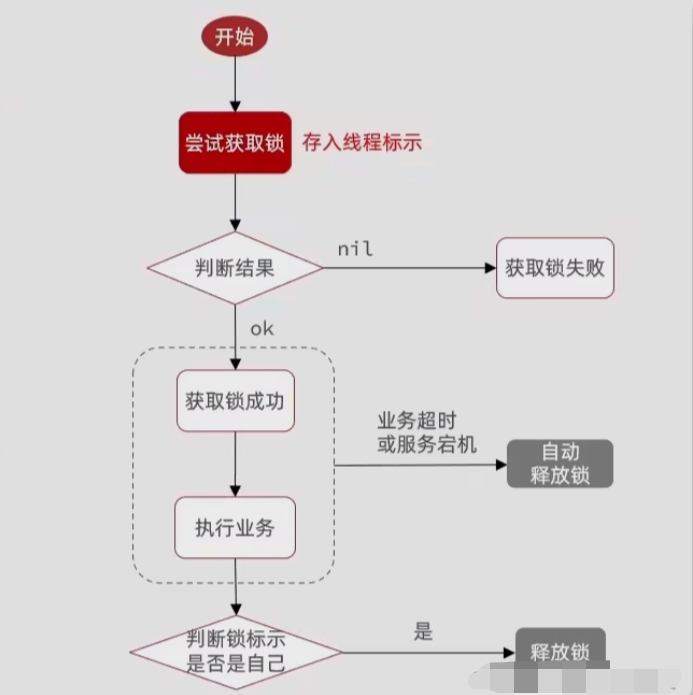 开始
尝试获取锁
存入线程标示
判断结果
nil
获取锁失败
ok
获取锁成功
业务超时
或服务宕机
自动
释放锁
执行业务
判断锁标示
是否是自己
是
释放锁